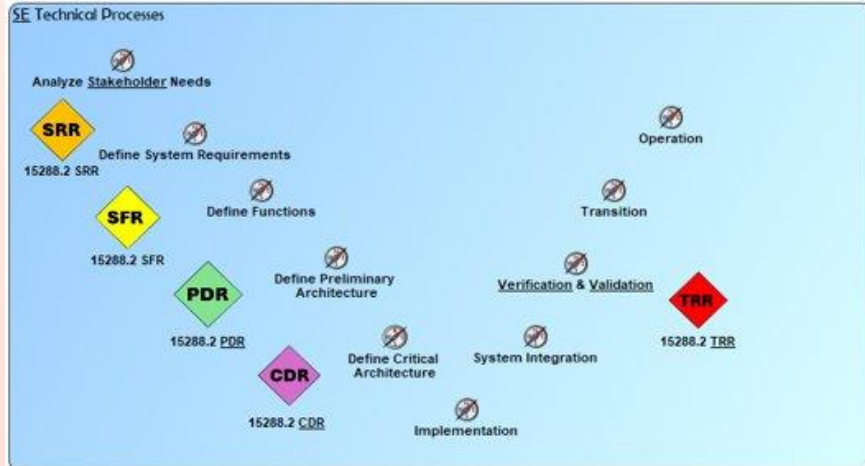 SE Technical Processes
Analyze Stakeholder Needs
SRR
15288.2 SRR
Define System Requirements
Operation
SFR
15288.2 SFR
Define Functions
Transition
PDR
15288.2 PDR
Define Preliminary
Architecture
Verification & Validation
TRR
15288.2 TRR
CDR
15288.2 CDR
Define Critical
Architecture
System Integration
Implementation